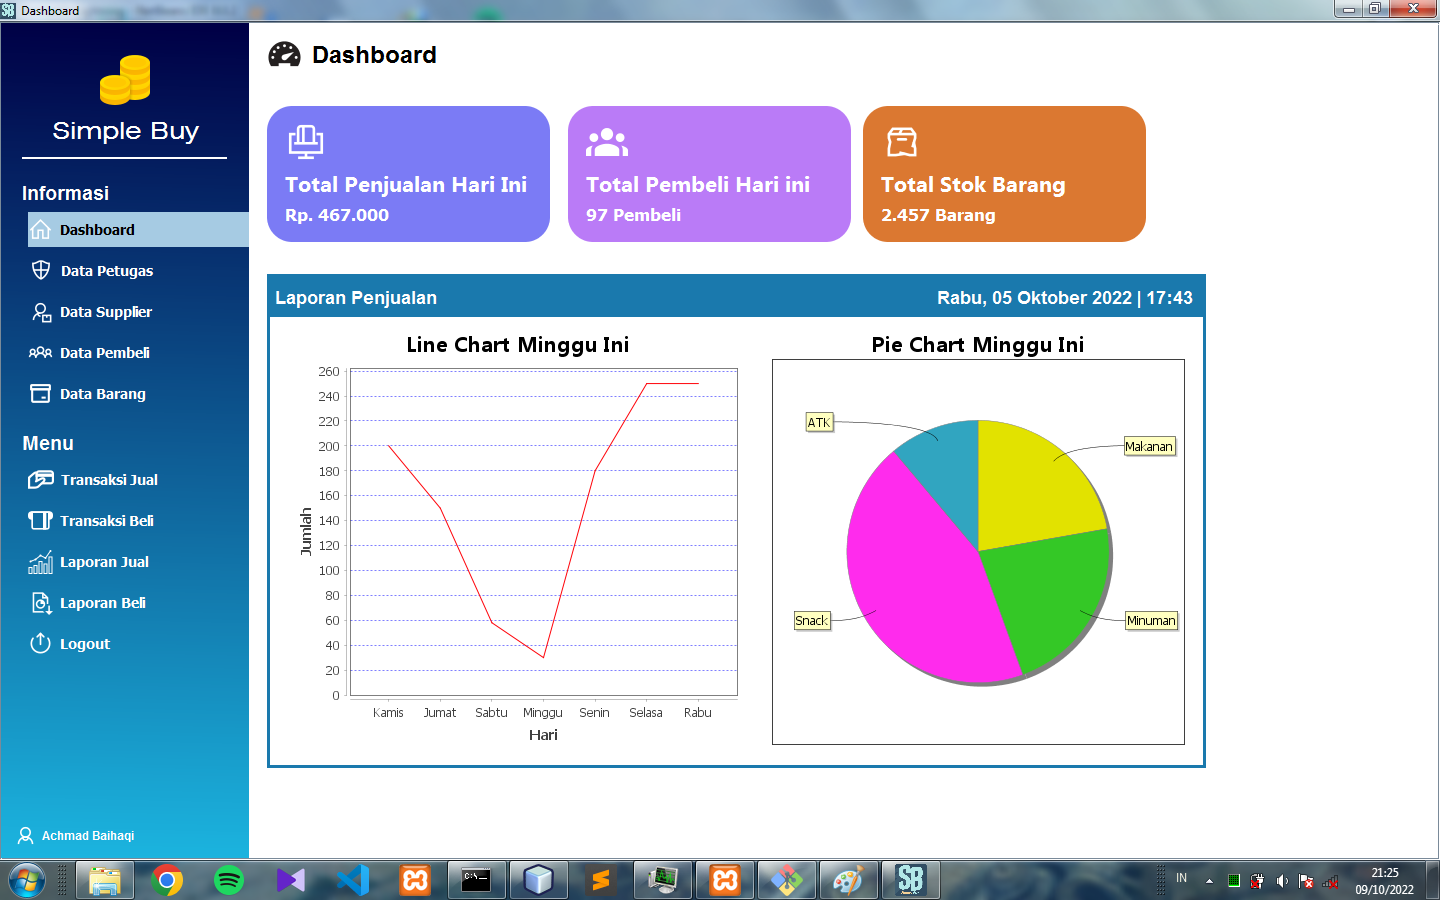 Dashboard
Simple Buy
Informasi
Dashboard
Data Petugas
Data Supplier
Data Pembeli
Data Barang
Menu
Transaksi Jual
Transaksi Beli
Laporan Jual
Laporan Beli
Logout
Achmad Baihaqi
Dashboard
Total Penjualan Hari Ini
Rp. 467.000
Total Pembeli Hari ini
97 Pembeli
Total Stok Barang
2.457 Barang
Laporan Penjualan
Rabu, 05 Oktober 2022 | 17:43
Line Chart Minggu Ini
260
240
220
200
180
160
140
120
100
80
60
40
20
0
Jumlah
Kamis Jumat Sabtu Minggu Senin Selasa Rabu
Hari
Pie Chart Minggu Ini
ATK
Makanan
Snack
Minuman
C:\_
SB
IN
21:25
09/10/2022